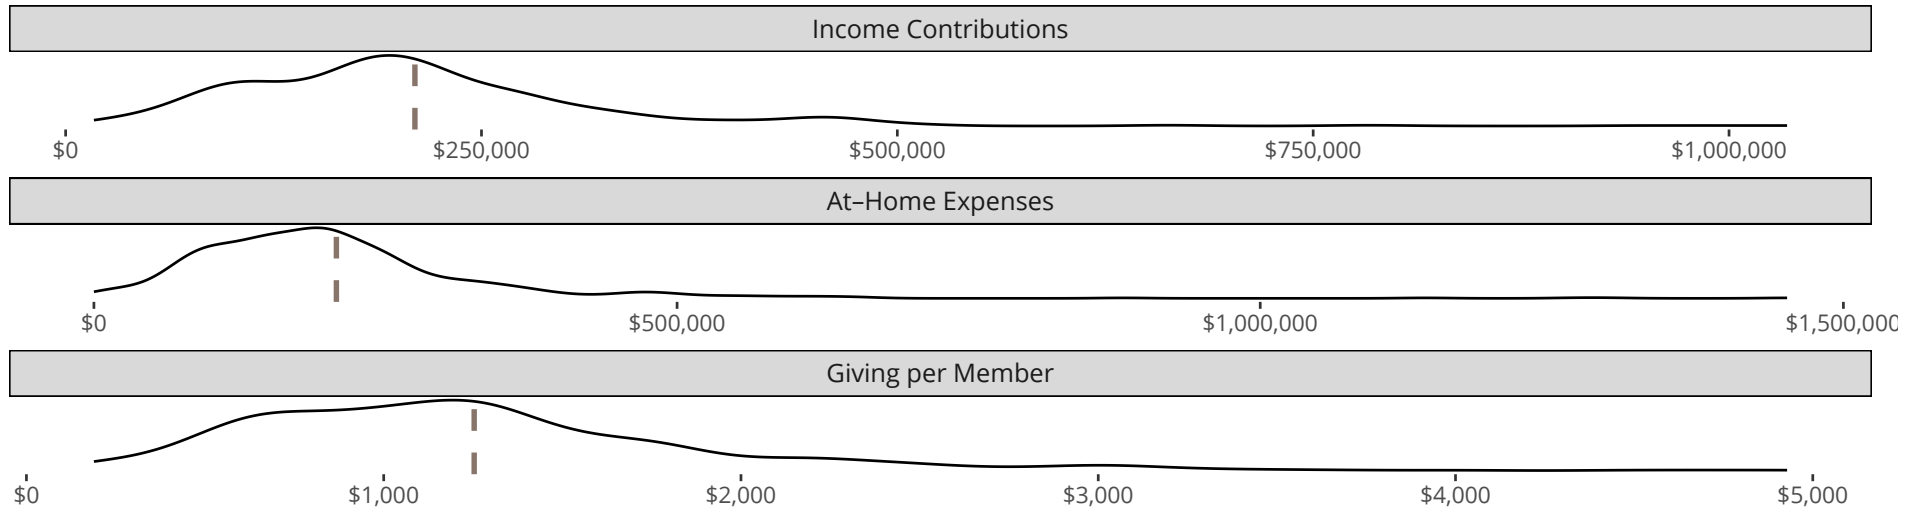 Income Contributions
$0 $250,000 $500,000 $750,000 $1,000,000
At–Home Expenses
$0 $500,000 $1,000,000 $1,500,000
Giving per Member
$0 $1,000 $2,000 $3,000 $4,000 $5,000